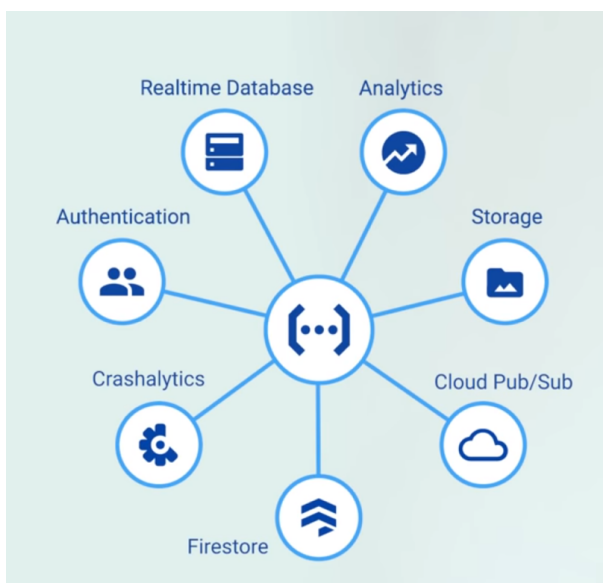 Realtime Database
Analytics
Authentication
Storage
Crashalytics
Cloud Pub/Sub
Firestore